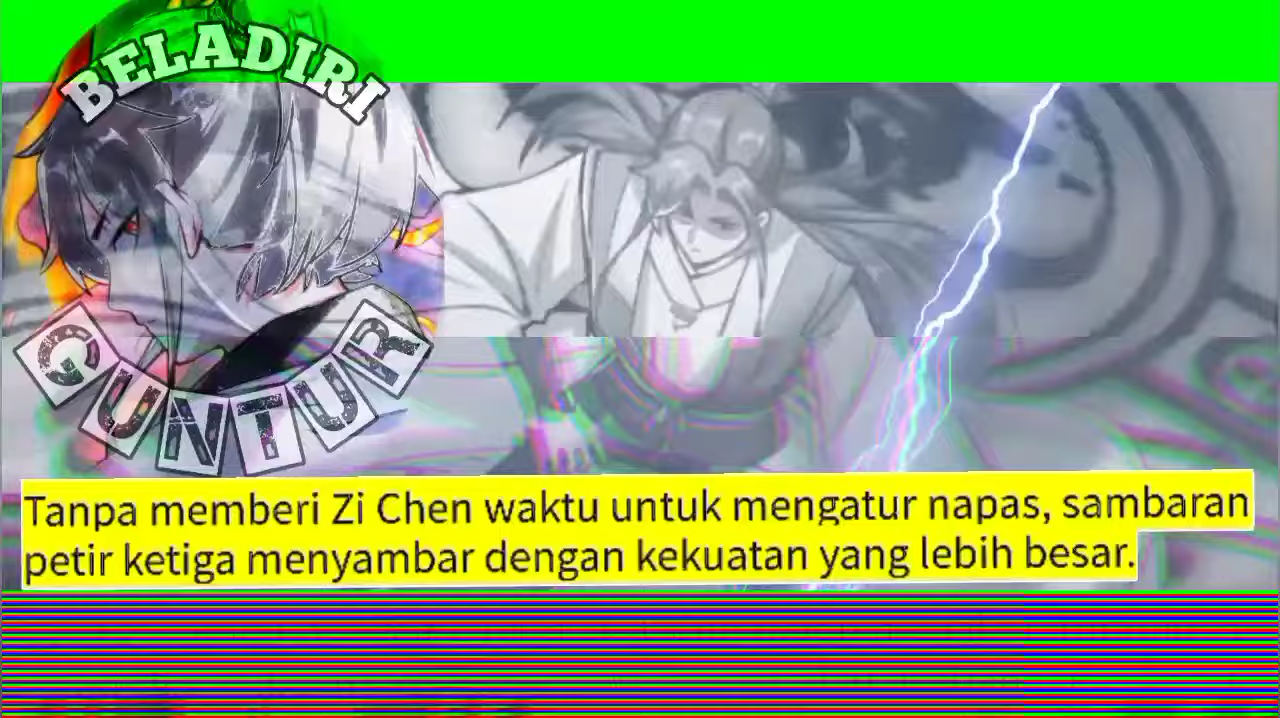 BELADIRI
GUNTUR
Tanpa memberi Zi Chen waktu untuk mengatur napas, sambaran
petir ketiga menyambar dengan kekuatan yang lebih besar.